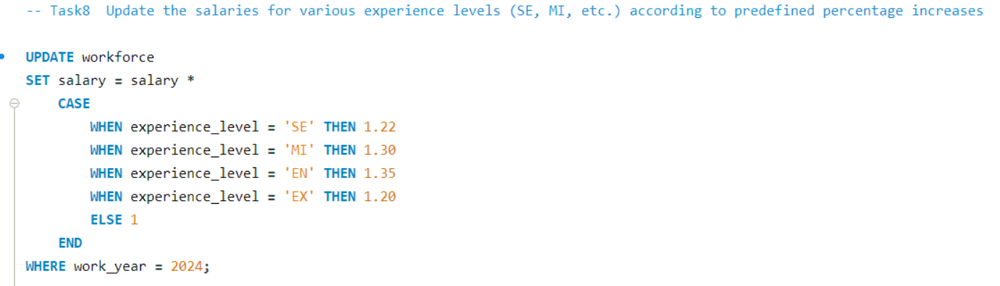 -- Task8  Update the salaries for various experience levels (SE, MI, etc.) according to predefined percentage increases
UPDATE workforce
SET salary = salary *
CASE
WHEN experience_level = 'SE' THEN 1.22
WHEN experience_level = 'MI' THEN 1.30
WHEN experience_level = 'EN' THEN 1.35
WHEN experience_level = 'EX' THEN 1.20
ELSE 1
END
WHERE work_year = 2024;